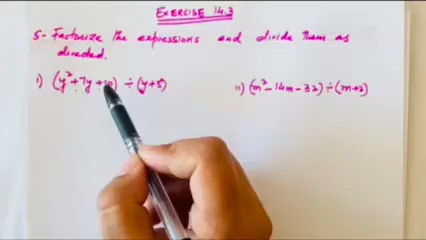 EXERCISE 14.3
5- Factorize the expressions and divide them as
directed.
i) (y² + 7y + 10) ÷ (y+5)
ii) (m² - 14m - 32) ÷ (m+2)